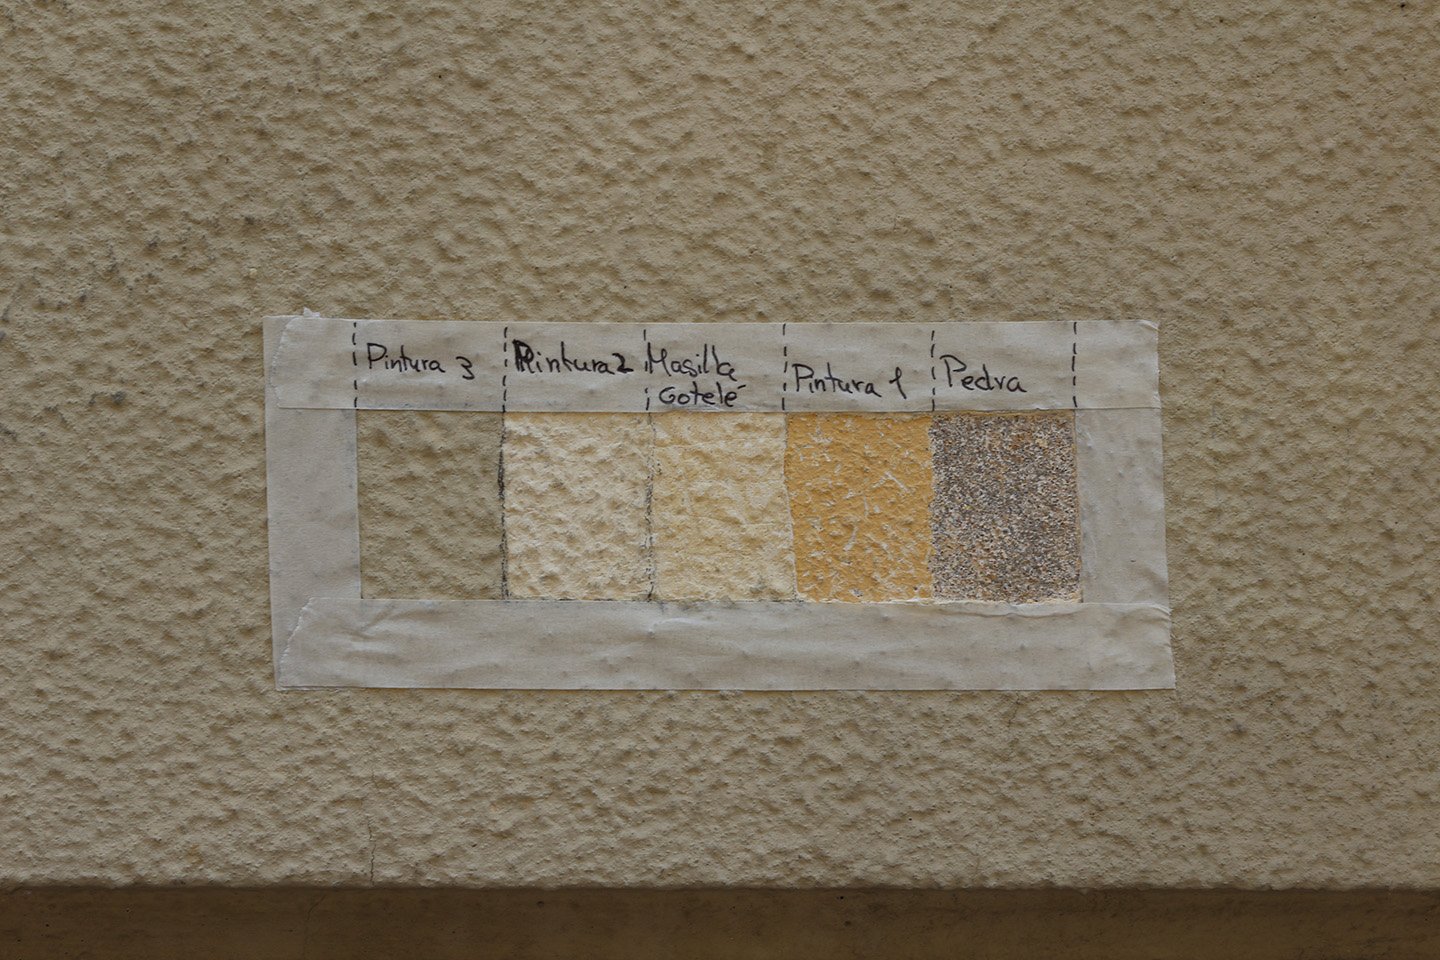 Pintura 3
Pintura 2
Masilla
Gotelé
Pintura 1
Pedra